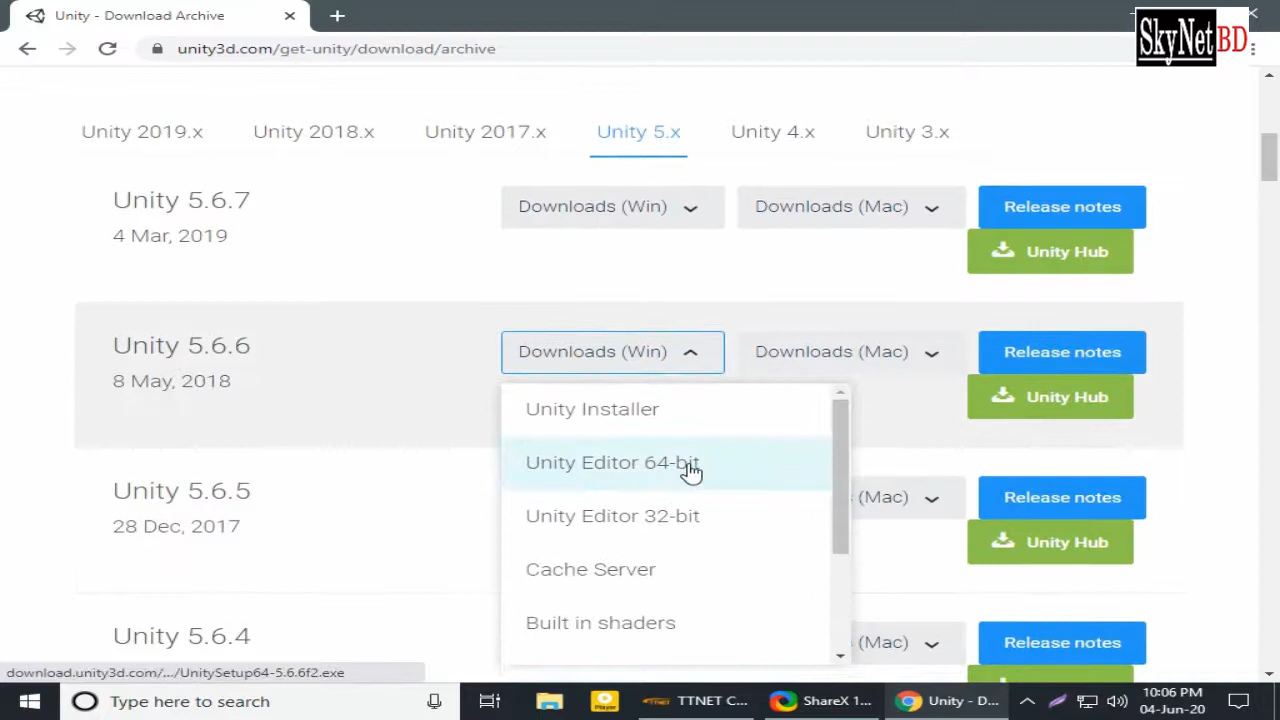 Unity - Download Archive
unity3d.com/get-unity/download/archive
SkyNetBD
Unity 2019.x Unity 2018.x Unity 2017.x Unity 5.x Unity 4.x Unity 3.x
Unity 5.6.7 Downloads (Win) Downloads (Mac) Release notes
4 Mar, 2019
Unity Hub
Unity 5.6.6 Downloads (Win) Downloads (Mac) Release notes
8 May, 2018
Unity Hub
Unity Installer
Unity Editor 64-bit
Unity 5.6.5 (Mac) Release notes
Unity Editor 32-bit
28 Dec, 2017
Unity Hub
Cache Server
Built in shaders
Unity 5.6.4 (Mac) Release notes
download.unity3d.com/.../UnitySetup64-5.6.6f2.exe
Type here to search
Player
TTNET C...
ShareX 1...
Unity - D...
10:06 PM
04-Jun-20